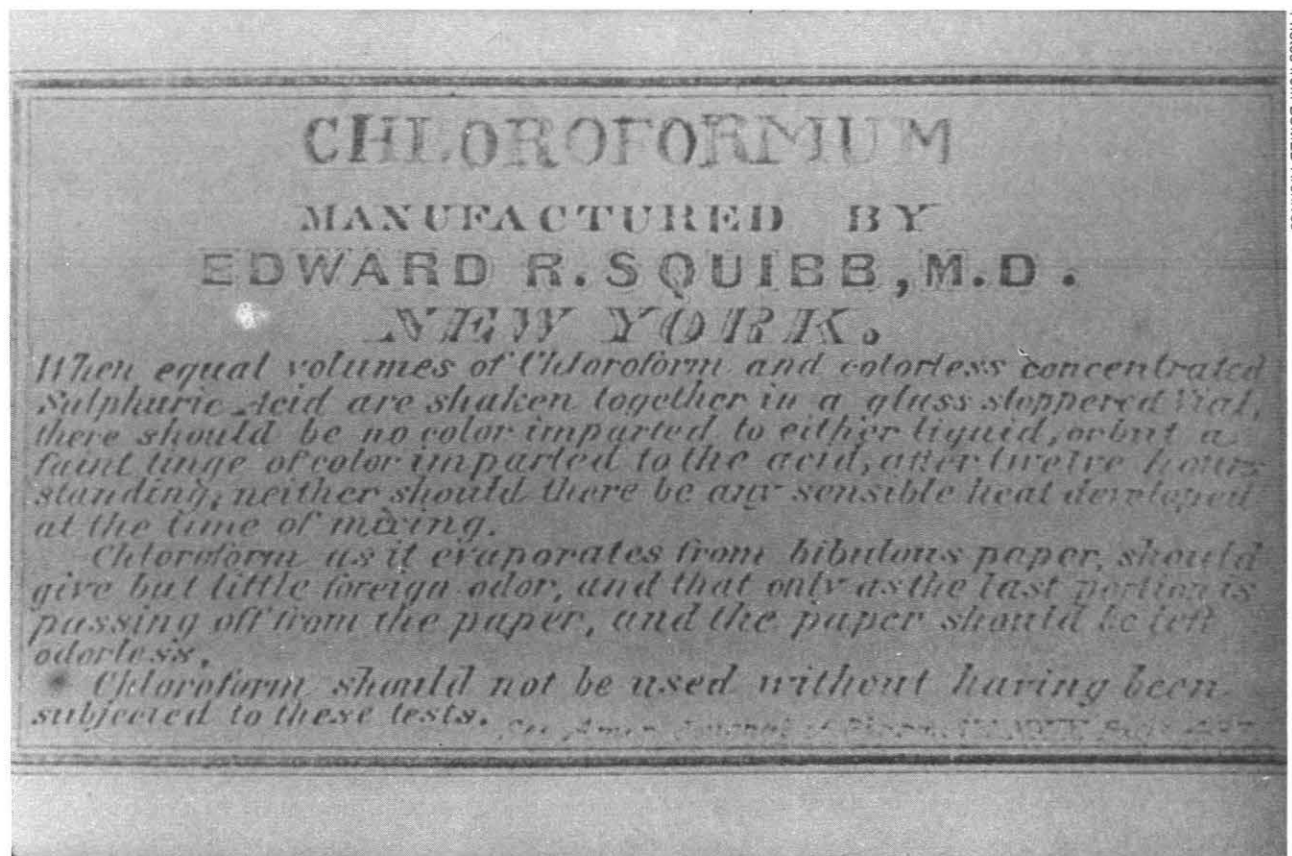 CHLOROFORMUM
MANUFACTURED BY
EDWARD R. SQUIBB, M.D.
NEW YORK.
When equal volumes of Chloroform and colorless concentrated
Sulphuric Acid are shaken together in a glass stoppered Vial,
there should be no color imparted to either liquid, or but a
faint tinge of color imparted to the acid, after twelve hours
standing, neither should there be any sensible heat developed
at the time of mixing.
Chloroform as it evaporates from bibulous paper, should
give but little foreign odor, and that only as the last portion is
passing off from the paper, and the paper should be left
odorless.
Chloroform should not be used without having been
subjected to these tests.
See Amer. Journal of Pharm.